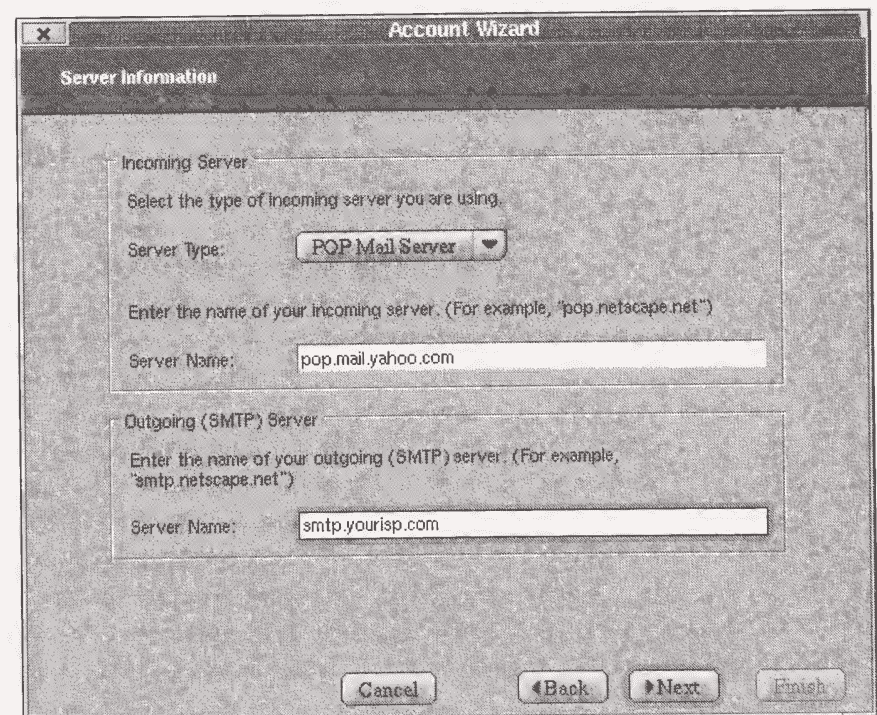 Account Wizard
Server Information
Incoming Server
Select the type of incoming server you are using.
Server Type: POP Mail Server
Enter the name of your incoming server. (For example, "pop.netscape.net")
Server Name: pop.mail.yahoo.com
Outgoing (SMTP) Server
Enter the name of your outgoing (SMTP) server. (For example,
"smtp.netscape.net")
Server Name: smtp.yourisp.com
Cancel Back Next Finish